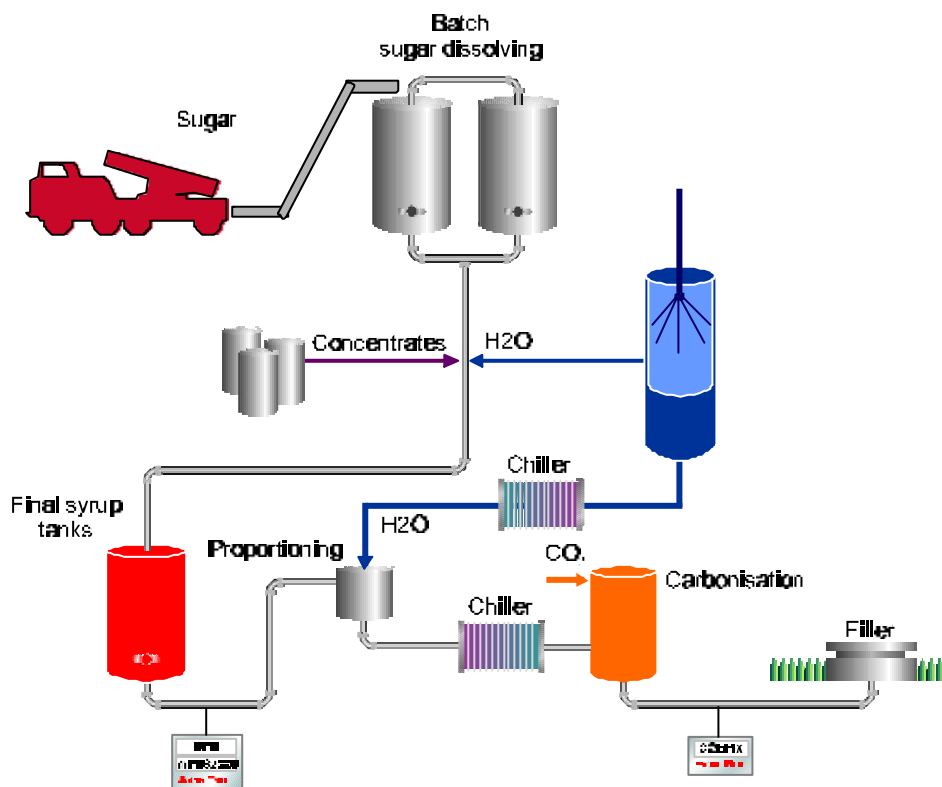 Batch
sugar dissolving
Sugar
Concentrates
H2O
Chiller
Final syrup
tanks
H2O
Proportioning
CO.
Carbonisation
Chiller
Filler